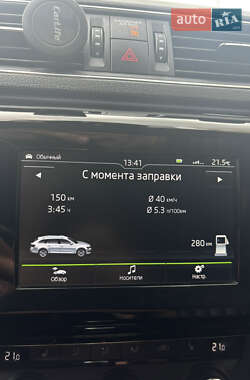 AUTO RIA
Carlife
Обычный
13:41
21.5°
С момента заправки
150 км
Ø 40 км/ч
3:45 ч
Ø 5.3 л/100км
280 км
Обзор
Носители
Настр.
21.0
21.0